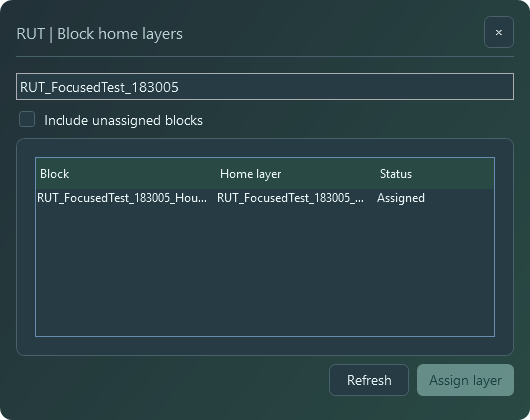 RUT | Block home layers
×
RUT_FocusedTest_183005
Include unassigned blocks
Block Home layer Status
RUT_FocusedTest_183005_Hou... RUT_FocusedTest_183005_... Assigned
Refresh Assign layer